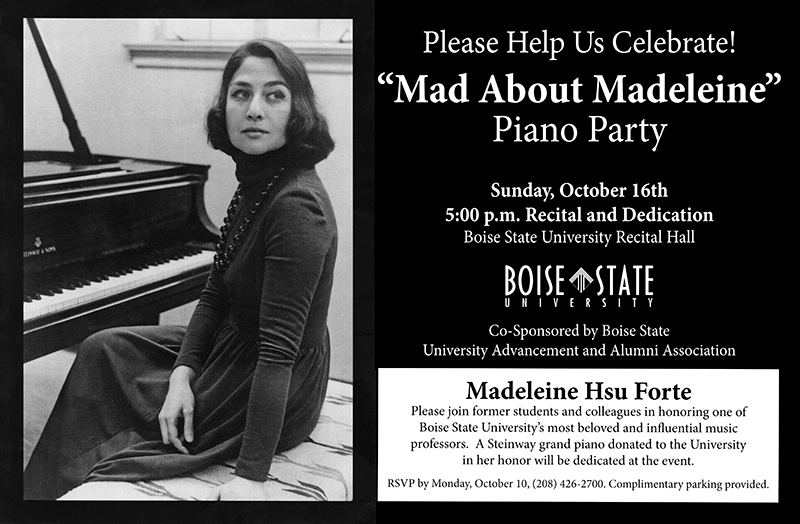 Please Help Us Celebrate!
“Mad About Madeleine”
Piano Party
Sunday, October 16th
5:00 p.m. Recital and Dedication
Boise State University Recital Hall
BOISE STATE
UNIVERSITY
Co-Sponsored by Boise State
University Advancement and Alumni Association
Madeleine Hsu Forte
Please join former students and colleagues in honoring one of
Boise State University’s most beloved and influential music
professors. A Steinway grand piano donated to the University
in her honor will be dedicated at the event.
RSVP by Monday, October 10, (208) 426-2700. Complimentary parking provided.
STEINWAY & SONS